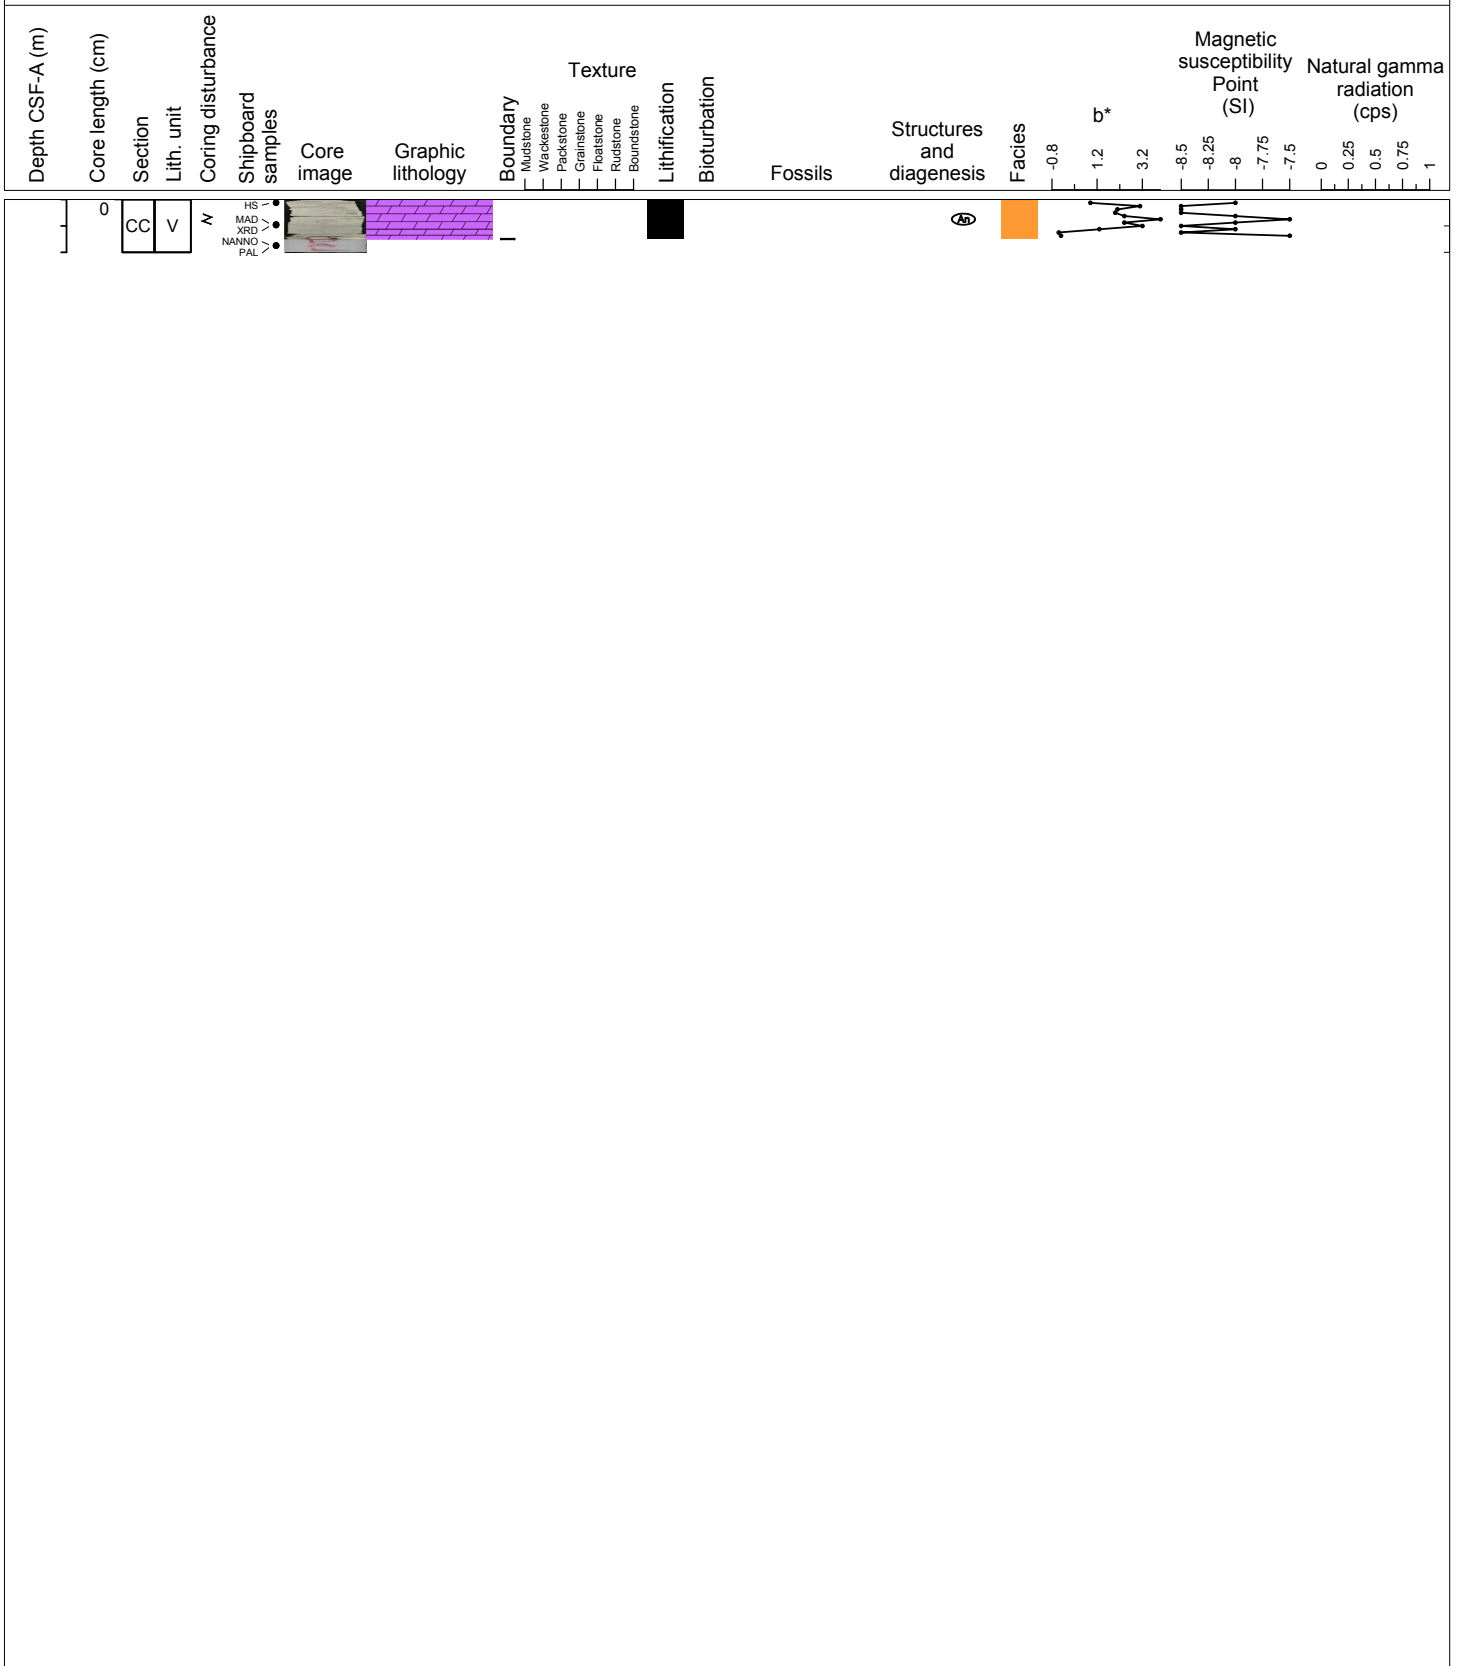 Depth CSF-A (m)
Core length (cm)
Section
Lith. unit
Coring disturbance
Shipboard
samples
Core
image
Graphic
lithology
Boundary
Texture
Mudstone
Wackestone
Packstone
Grainstone
Floatstone
Rudstone
Boundstone
Lithification
Bioturbation
Fossils
Structures
and
diagenesis
Facies
b*
-0.8
1.2
3.2
Magnetic
susceptibility
Point
(SI)
-8.5
-8.25
-8
-7.75
-7.5
Natural gamma
radiation
(cps)
0
0.25
0.5
0.75
1
0
CC
V
HS
MAD
XRD
NANNO
PAL
An